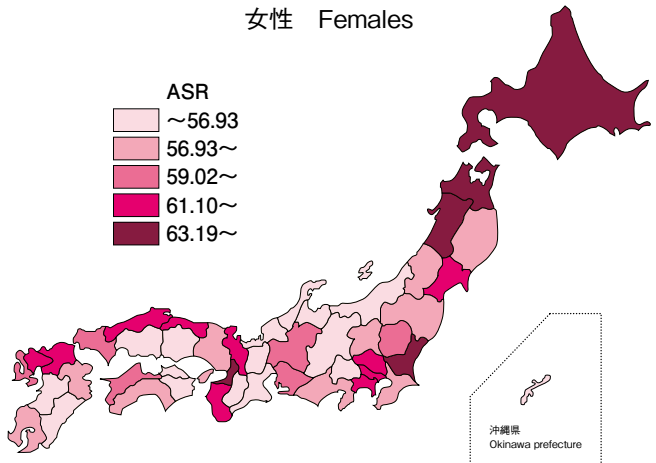 女性 Females
ASR
～56.93
56.93～
59.02～
61.10～
63.19～
沖縄県
Okinawa prefecture